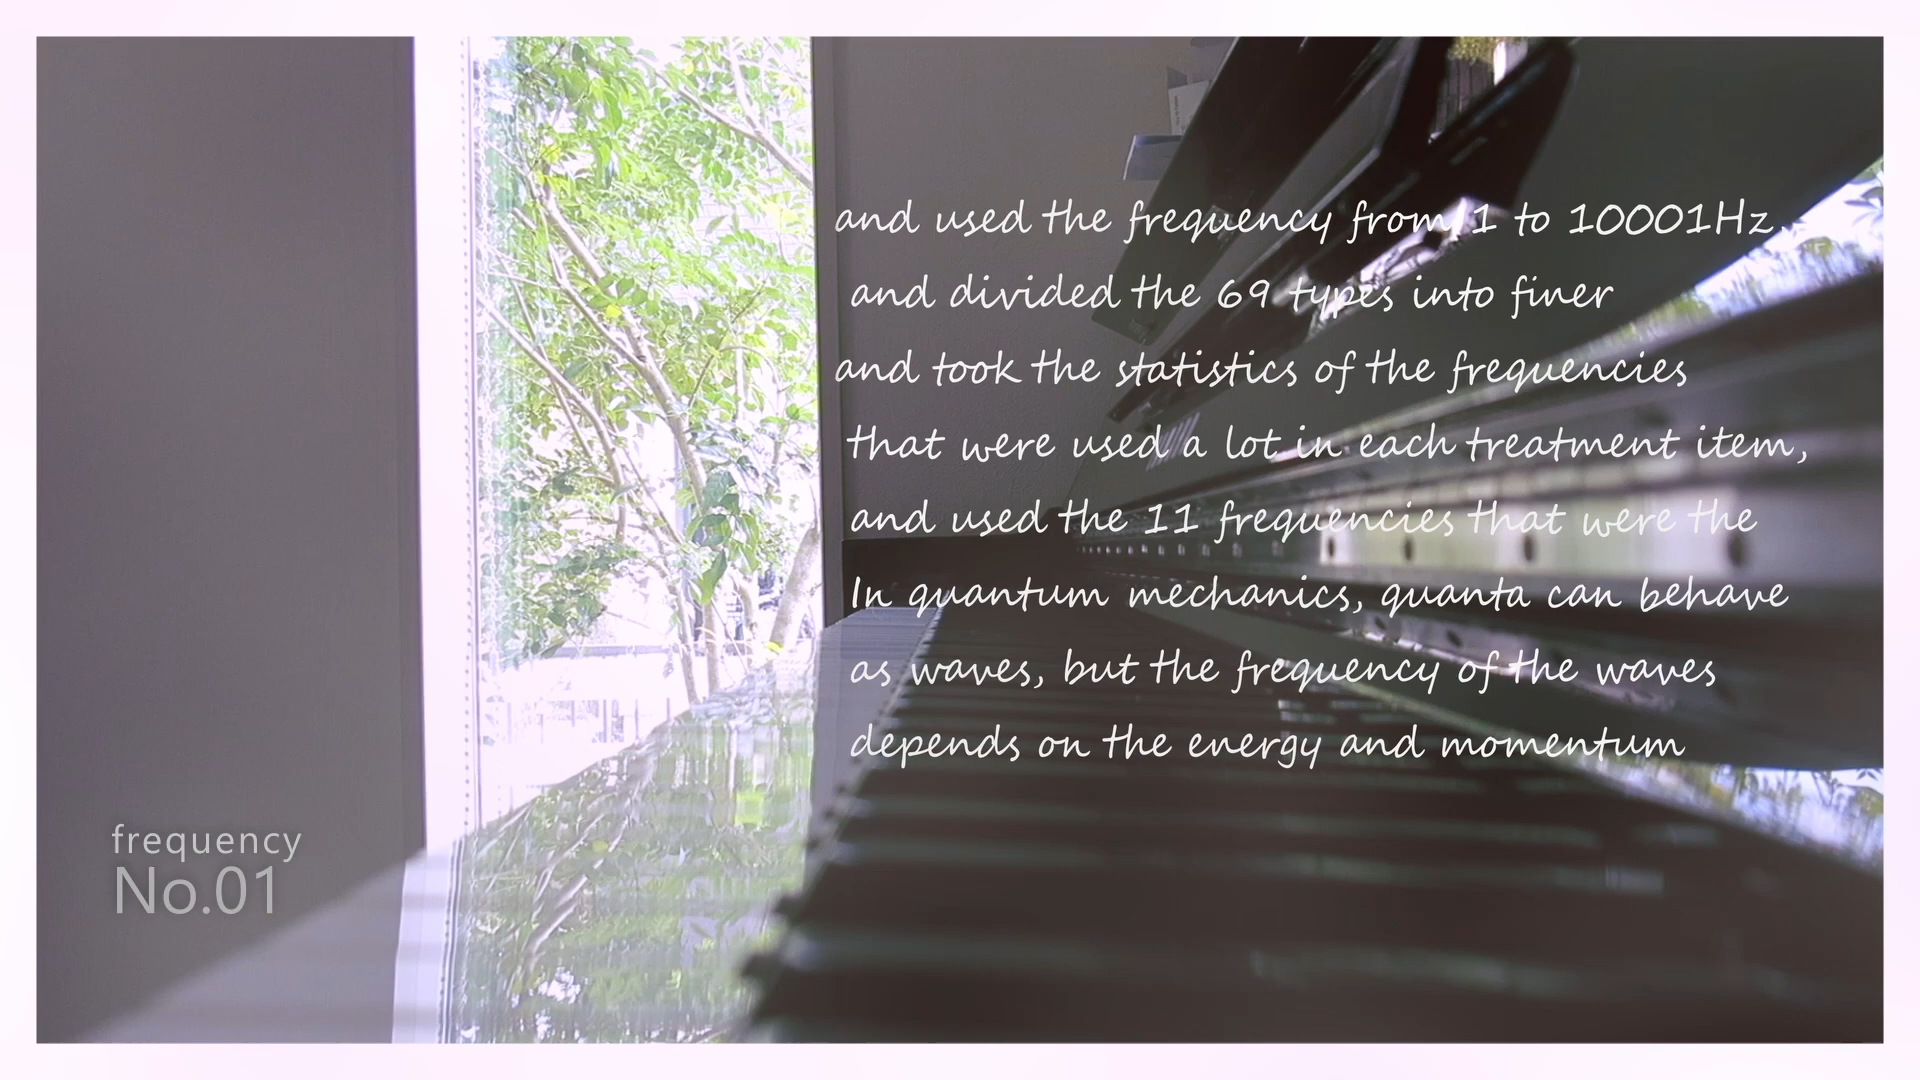 and used the frequency from 1 to 10001Hz.
and divided the 69 types into finer
and took the statistics of the frequencies
that were used a lot in each treatment item,
and used the 11 frequencies that were the
In quantum mechanics, quanta can behave
as waves, but the frequency of the waves
depends on the energy and momentum
frequency
No.01